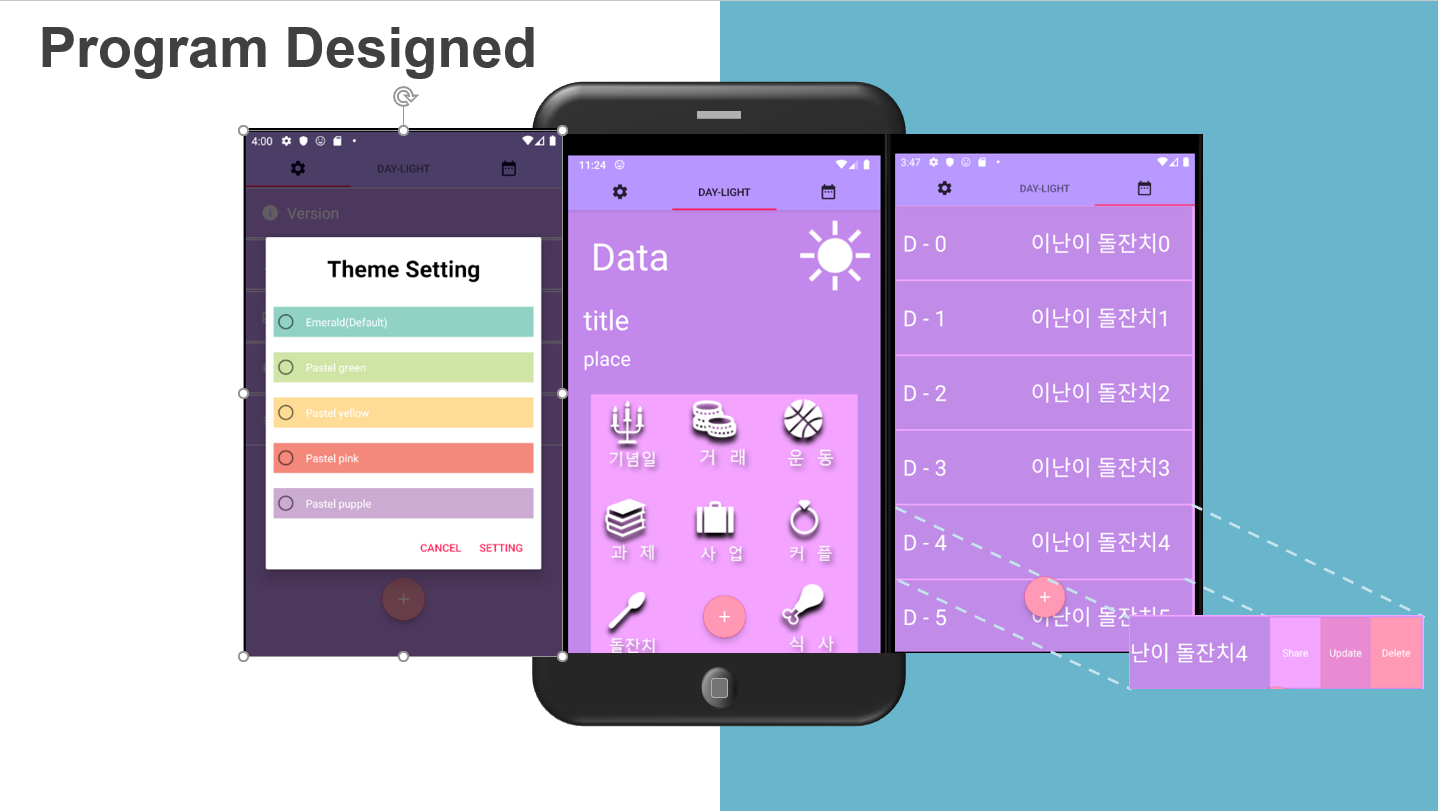 Program Designed
4:00
DAY-LIGHT
Version
Theme Setting
Emerald(Default)
Pastel green
Pastel yellow
Pastel pink
Pastel pupple
CANCEL SETTING
+
11:24
DAY-LIGHT
Data
title
place
기념일 거 래 운 동
과 제 사 업 커 플
돌잔치 + 식 사
3:47
DAY-LIGHT
D - 0 이난이 돌잔치0
D - 1 이난이 돌잔치1
D - 2 이난이 돌잔치2
D - 3 이난이 돌잔치3
D - 4 이난이 돌잔치4
+
D - 5 이난이 돌잔치5
난이 돌잔치4 Share Update Delete